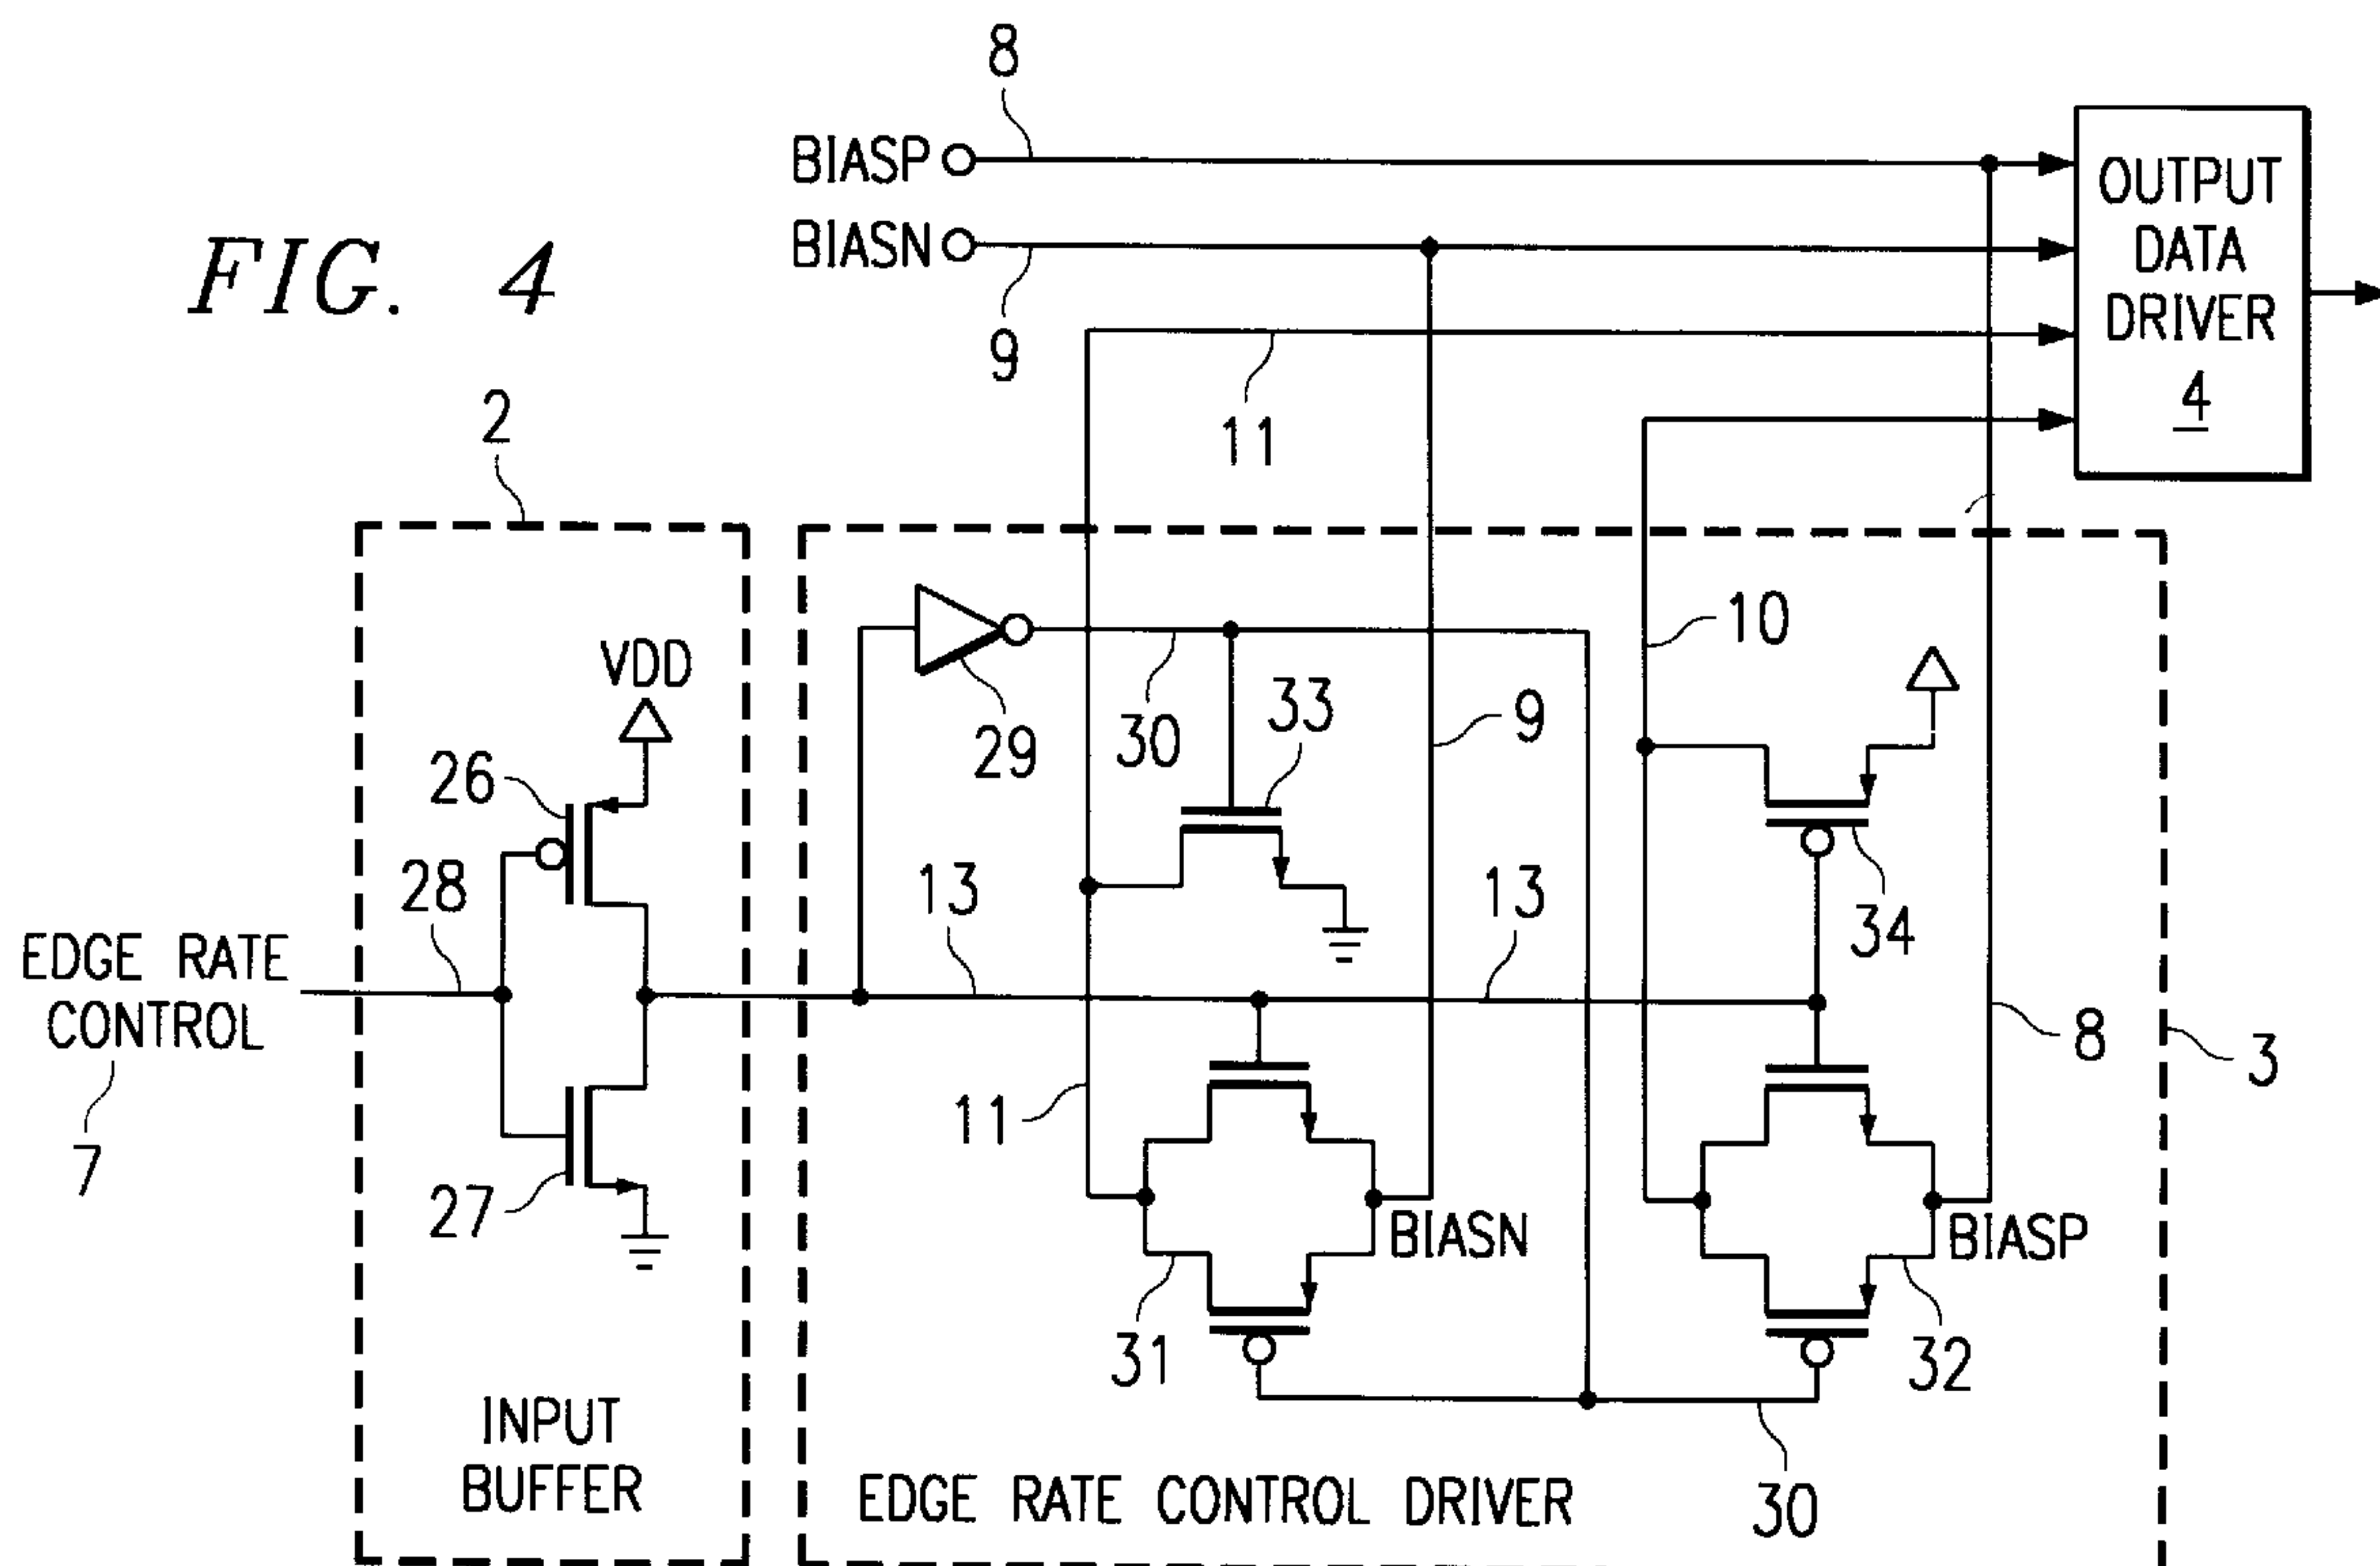 8
BIASP
BIASN
9
FIG. 4
OUTPUT
DATA
DRIVER
4
11
2
10
VDD
30
29
33
9
26
28
13
13
34
EDGE RATE
CONTROL
7
27
11
8
3
BIASN
BIASP
31
32
INPUT
BUFFER
EDGE RATE CONTROL DRIVER
30